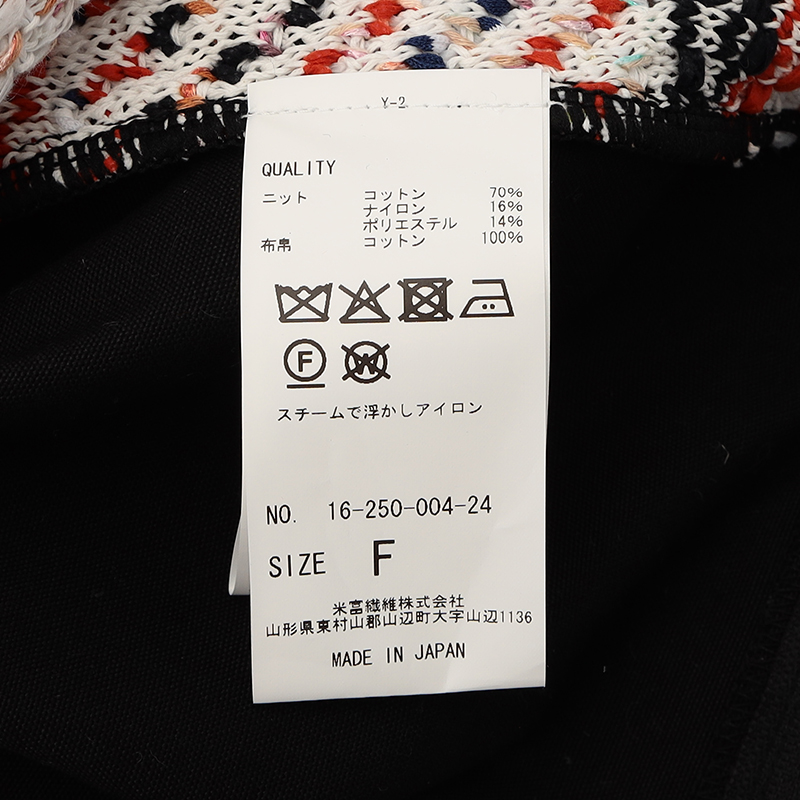 Y-2
QUALITY
ニット コットン 70%
ナイロン 16%
ポリエステル 14%
布帛 コットン 100%
F W
スチームで浮かしアイロン
NO. 16-250-004-24
SIZE F
米富繊維株式会社
山形県東村山郡山辺町大字山辺1136
MADE IN JAPAN